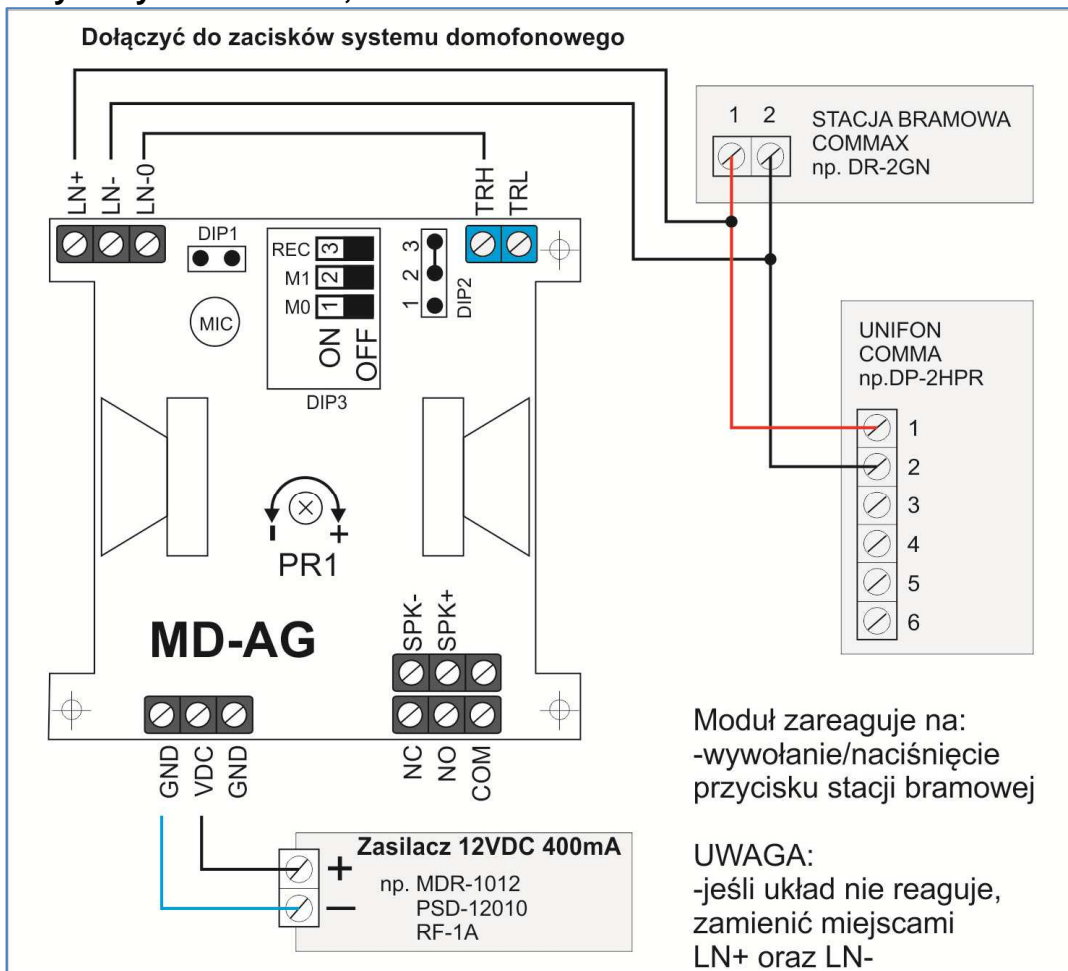 Dołączyć do zacisków systemu domofonowego
LN+
LN-
LN-0
TRH
TRL
DIP1
REC
M1
M0
3
2
1
ON
OFF
DIP3
3
2
1
DIP2
MIC
PR1
-
+
MD-AG
SPK-
SPK+
NC
NO
COM
GND
VDC
GND
Zasilacz 12VDC 400mA
+
−
np. MDR-1012
PSD-12010
RF-1A
1 2
STACJA BRAMOWA
COMMAX
np. DR-2GN
UNIFON
COMMA
np.DP-2HPR
1
2
3
4
5
6
Moduł zareaguje na:
-wywołanie/naciśnięcie
przycisku stacji bramowej
UWAGA:
-jeśli układ nie reaguje,
zamienić miejscami
LN+ oraz LN-